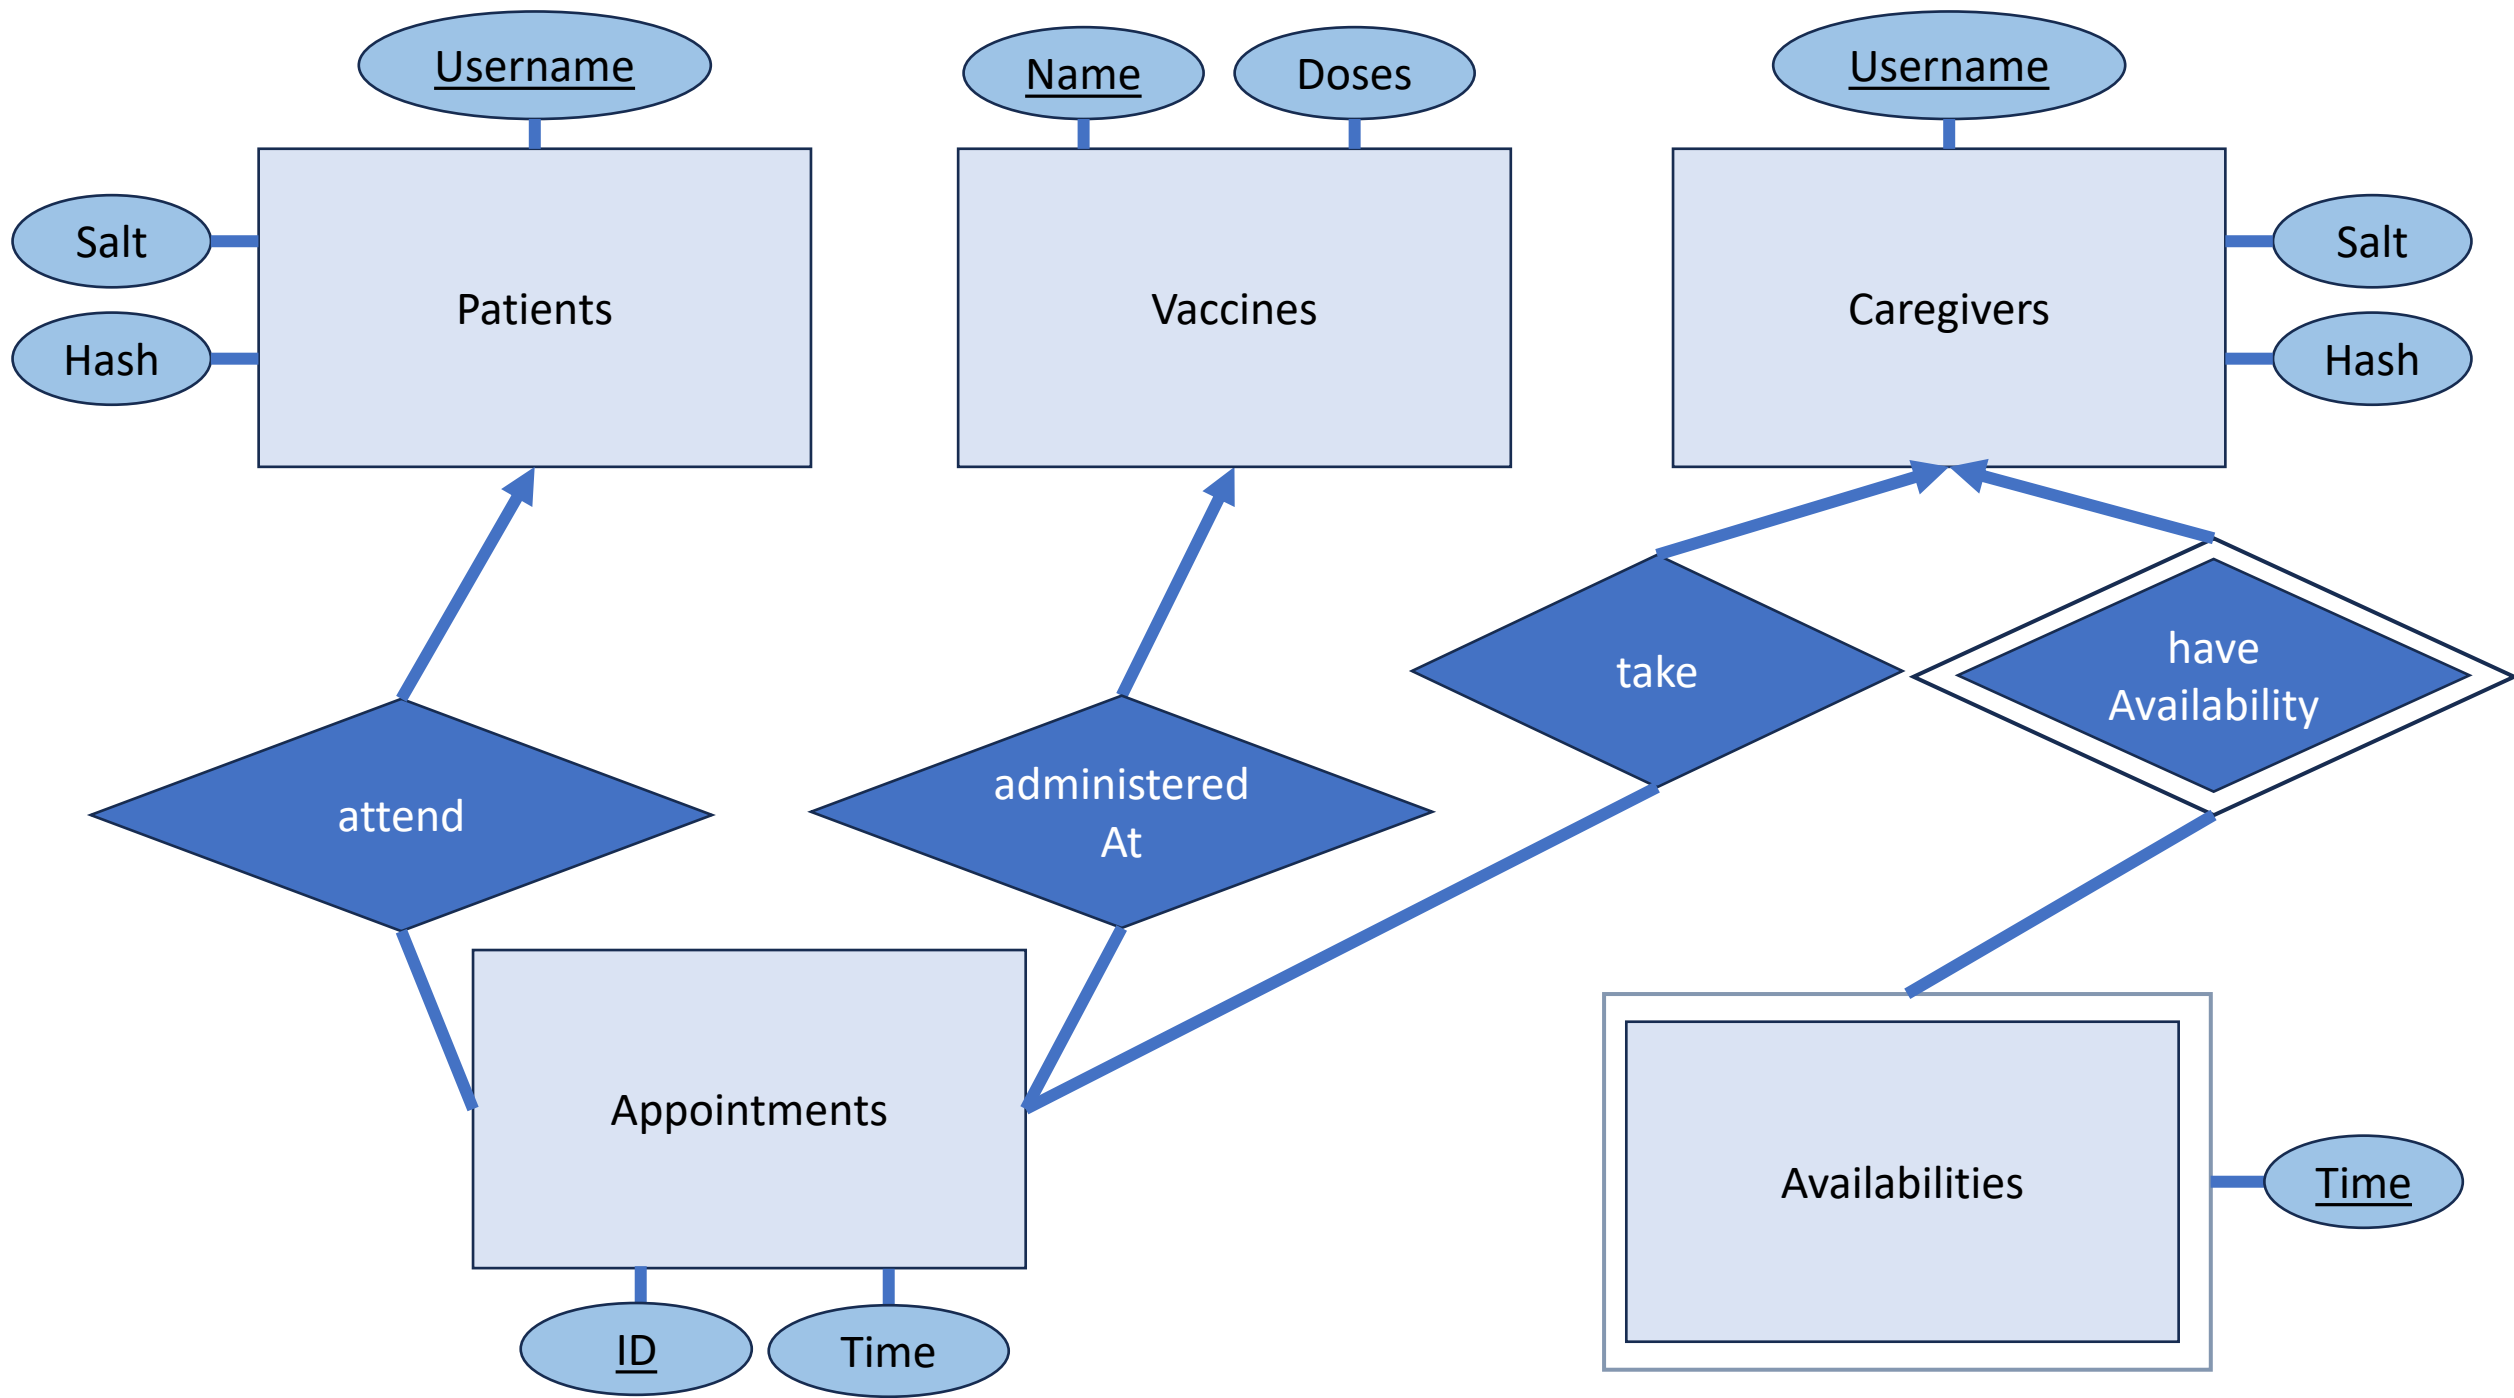 Username
Name
Doses
Username
Salt
Salt
Patients
Vaccines
Caregivers
Hash
Hash
attend
administered
At
take
have
Availability
Appointments
Availabilities
Time
ID
Time